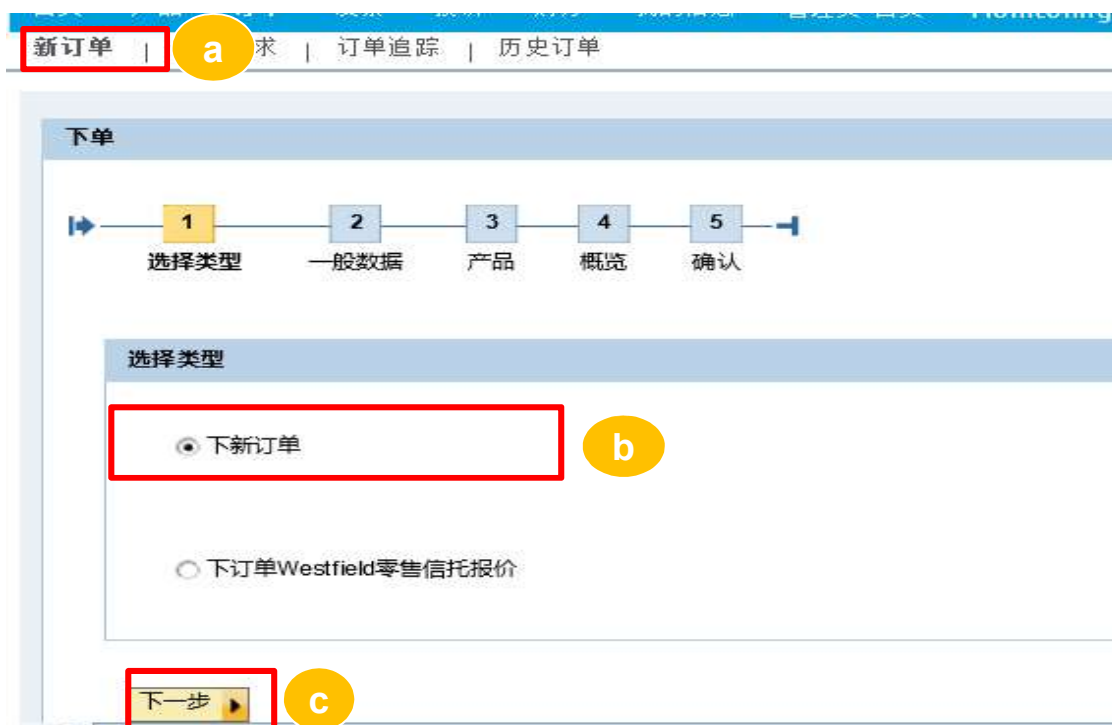 Monitoring
新订单 | a 求 | 订单追踪 | 历史订单
下单
1 2 3 4 5
选择类型 一般数据 产品 概览 确认
选择类型
下新订单 b
下订单Westfield零售信托报价
下一步 c